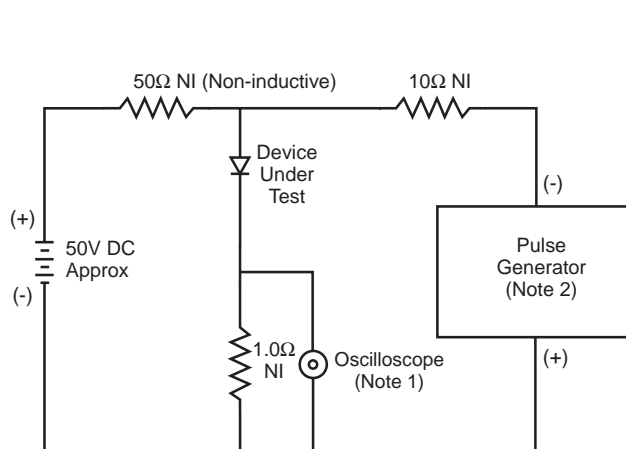 50Ω NI (Non-inductive)
10Ω NI
Device
Under
Test
(+)
50V DC
Approx
(-)
1.0Ω
NI
Oscilloscope
(Note 1)
(-)
Pulse
Generator
(Note 2)
(+)